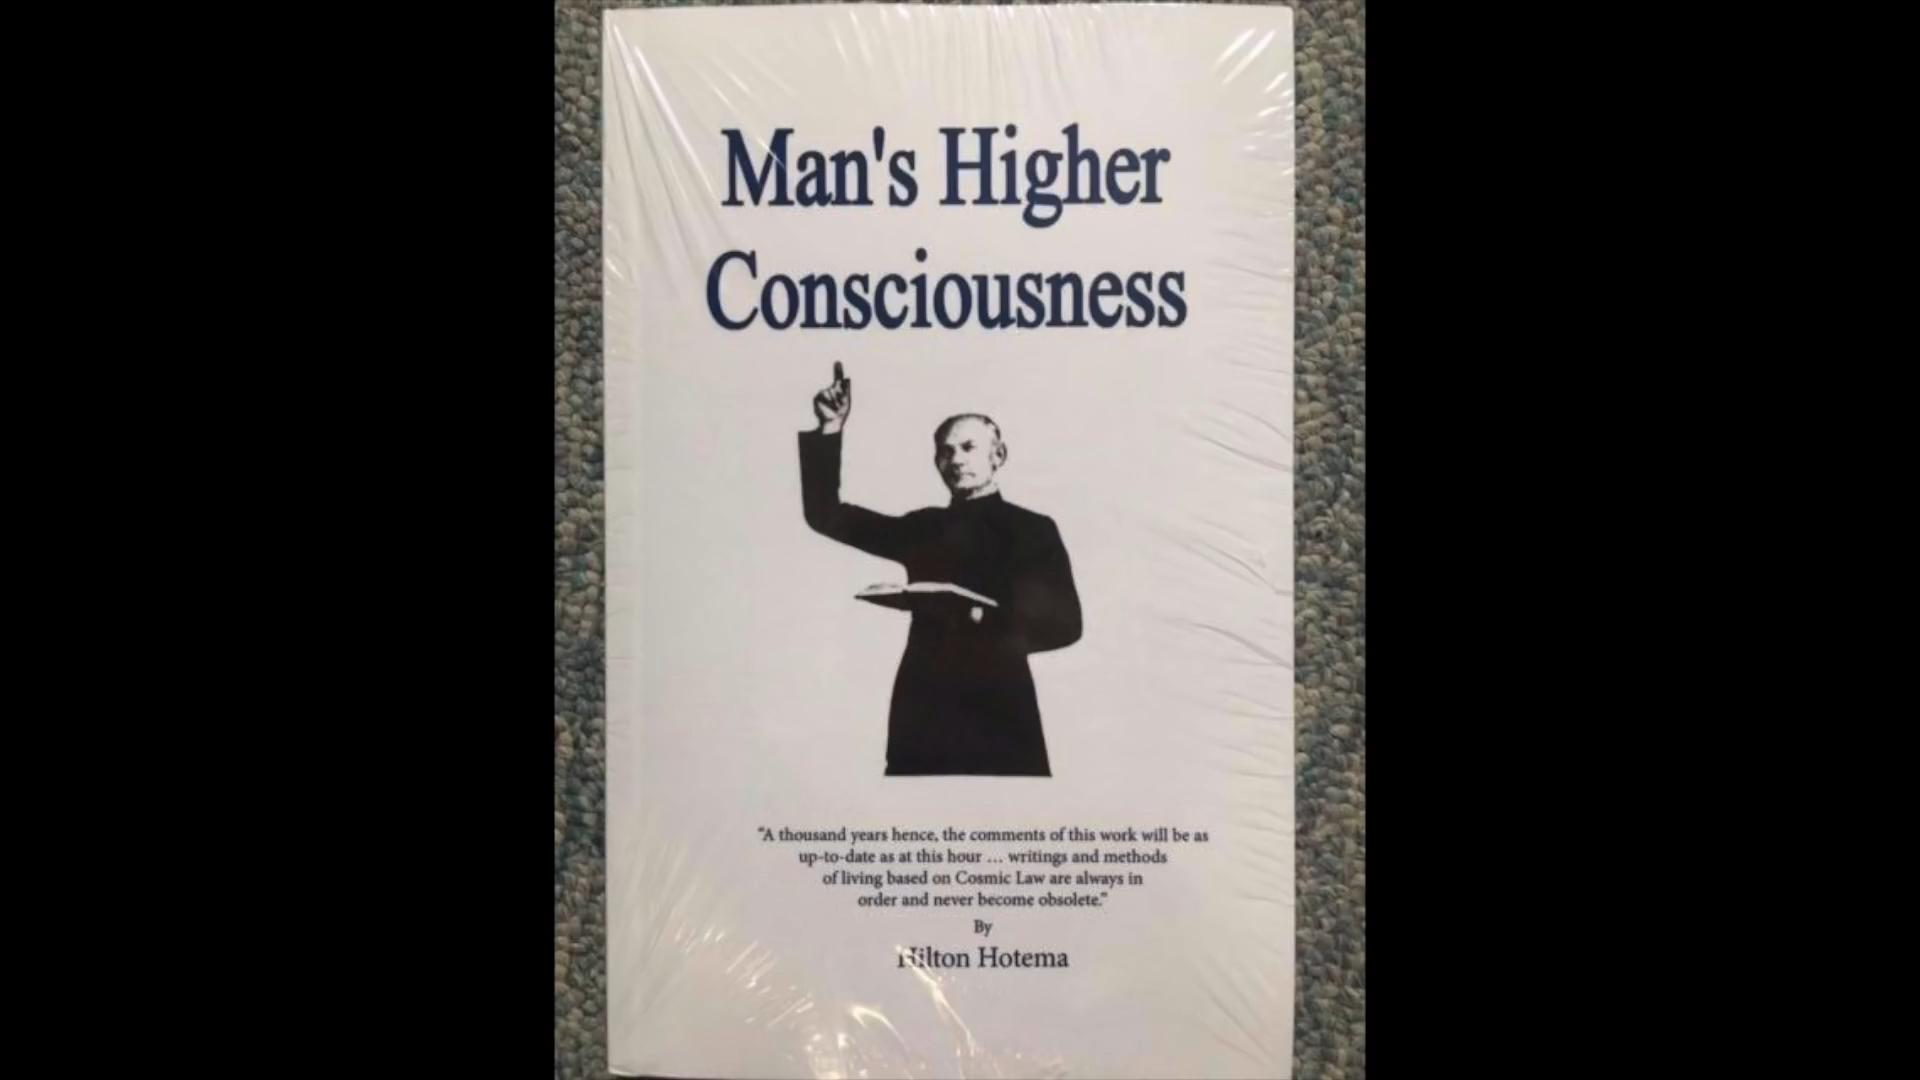 Man's Higher
Consciousness
“A thousand years hence, the comments of this work will be as
up-to-date as at this hour ... writings and methods
of living based on Cosmic Law are always in
order and never become obsolete.”
By
Hilton Hotema